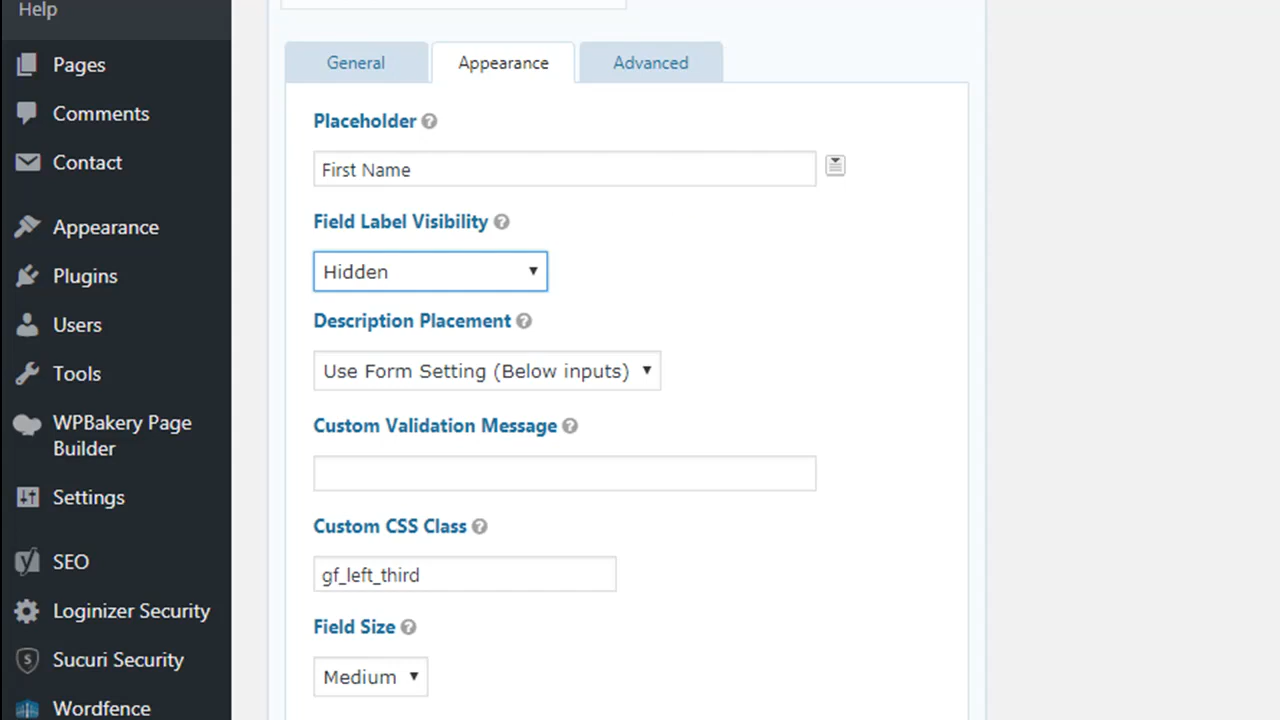 Help
Pages
Comments
Contact
Appearance
Plugins
Users
Tools
WPBakery Page
Builder
Settings
SEO
Loginizer Security
Sucuri Security
Wordfence
General
Appearance
Advanced
Placeholder ?
First Name
Field Label Visibility ?
Hidden
Description Placement ?
Use Form Setting (Below inputs)
Custom Validation Message ?
Custom CSS Class ?
gf_left_third
Field Size ?
Medium